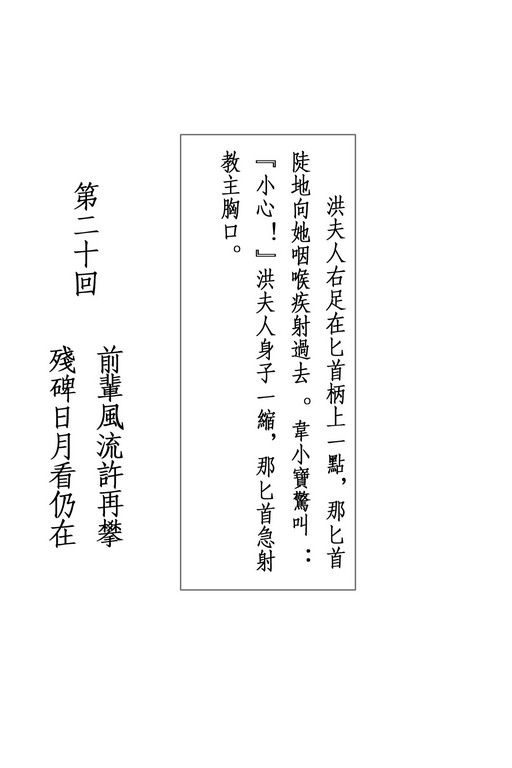 洪夫人右足在匕首柄上一點，那匕首
陡地向她咽喉疾射過去。韋小寶驚叫：
『小心！』洪夫人身子一縮，那匕首急射
教主胸口。
第二十回
前輩風流許再攀
殘碑日月看仍在